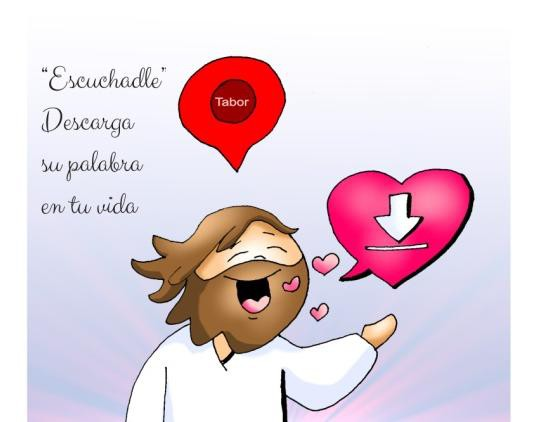 “Escuchadle”
Descarga
su palabra
en tu vida
Tabor